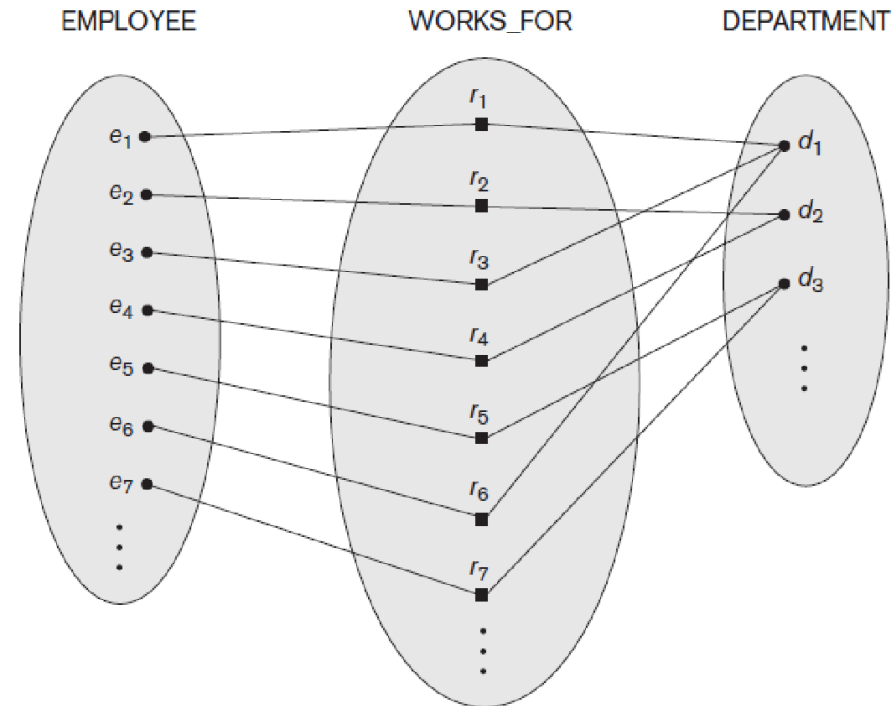 EMPLOYEE WORKS_FOR DEPARTMENT
e₁
e₂
e₃
e₄
e₅
e₆
e₇
r₁
r₂
r₃
r₄
r₅
r₆
r₇
d₁
d₂
d₃